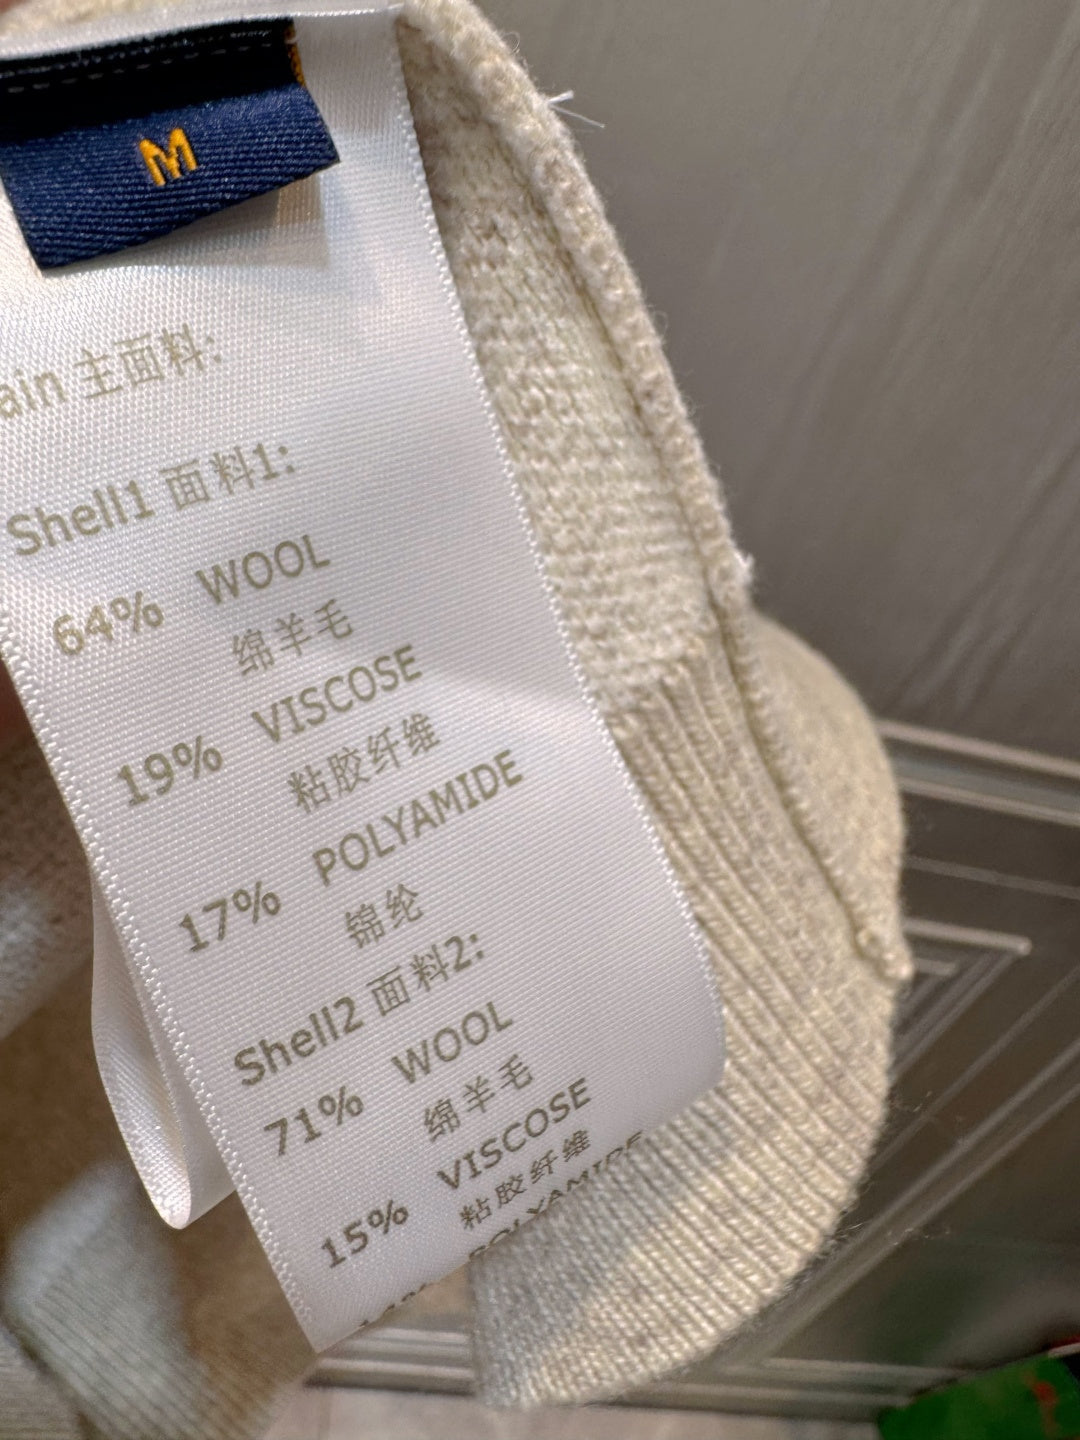 M
ain 主面料:
Shell1 面料1:
64% WOOL
绵羊毛
19% VISCOSE
粘胶纤维
17% POLYAMIDE
锦纶
Shell2 面料2:
71% WOOL
绵羊毛
15% VISCOSE
粘胶纤维
POLYAMIDE